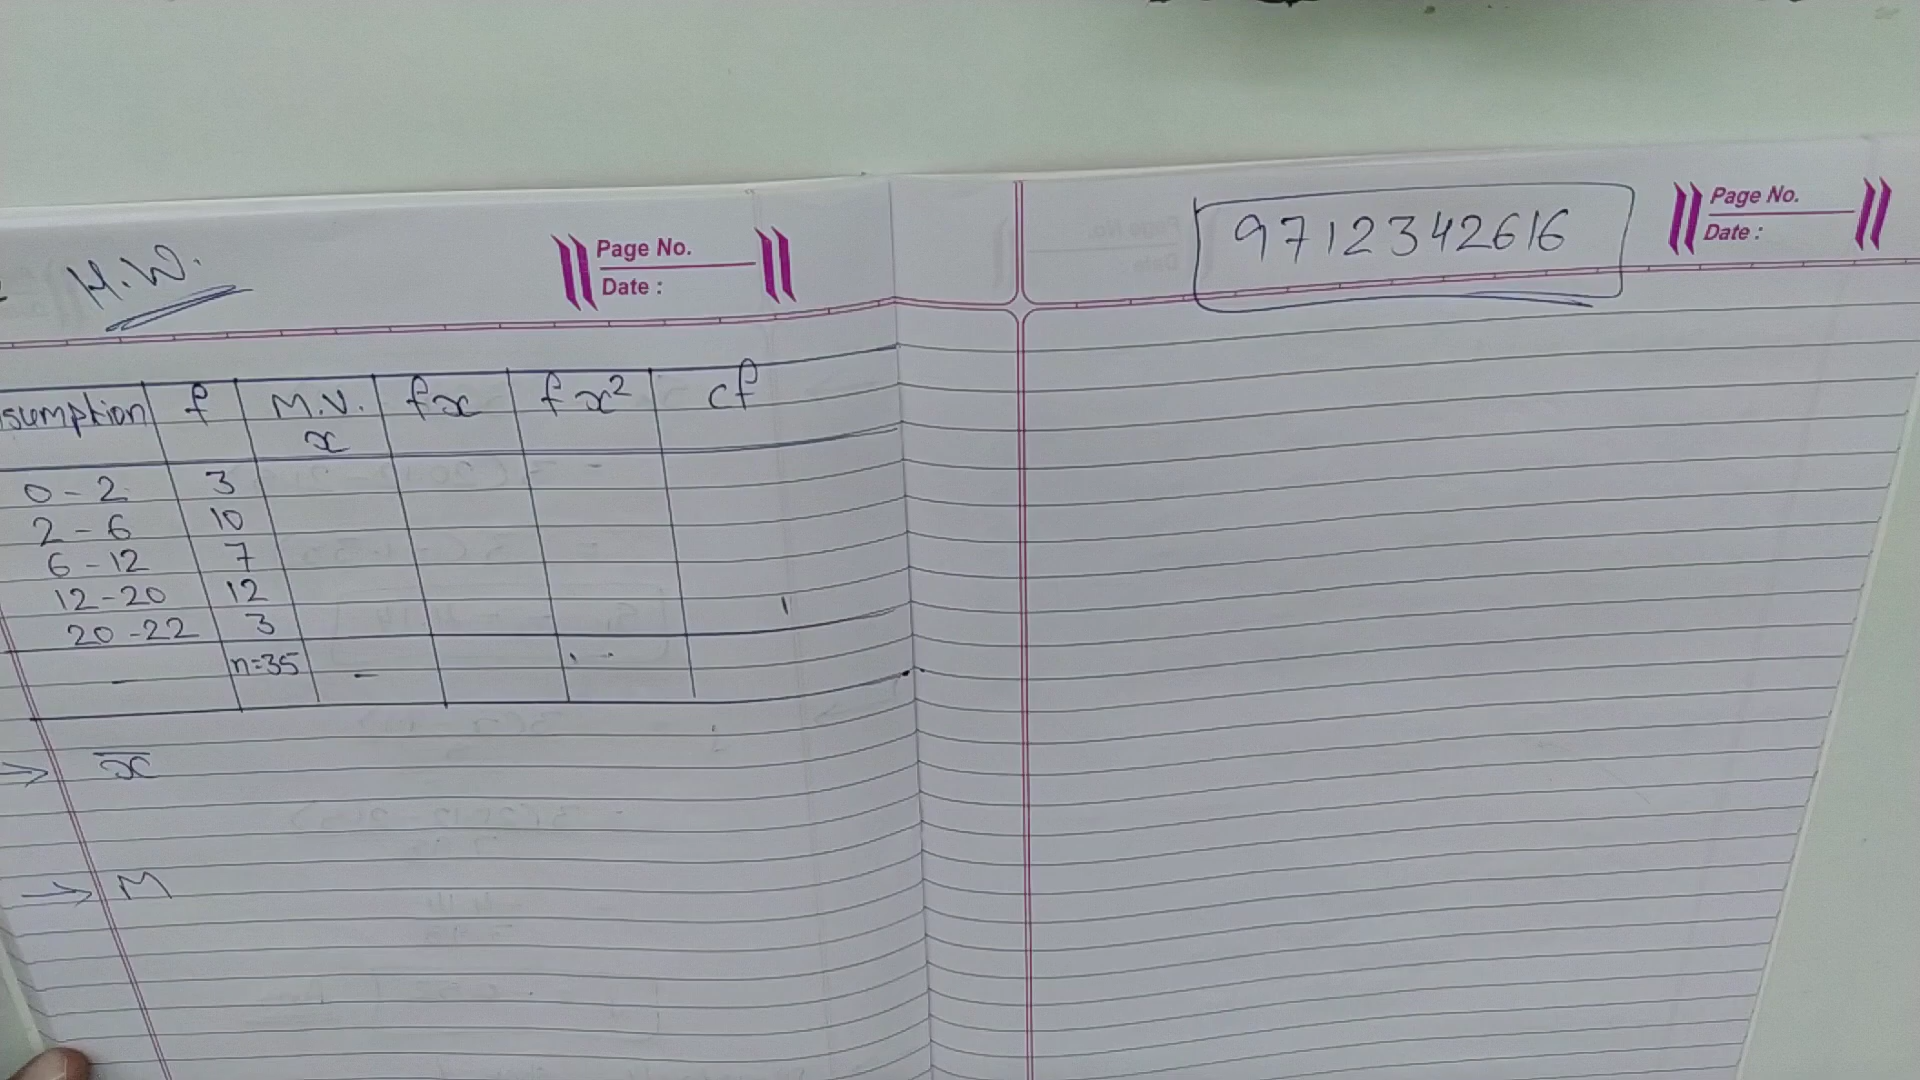 H.W.
Page No.
Date :
9712342616
Page No.
Date :
sumption f M.V. fx fx² cf
x
0-2 3
2-6 10
6-12 7
12-20 12
20-22 3
- n=35 -
→ x̄
→ M